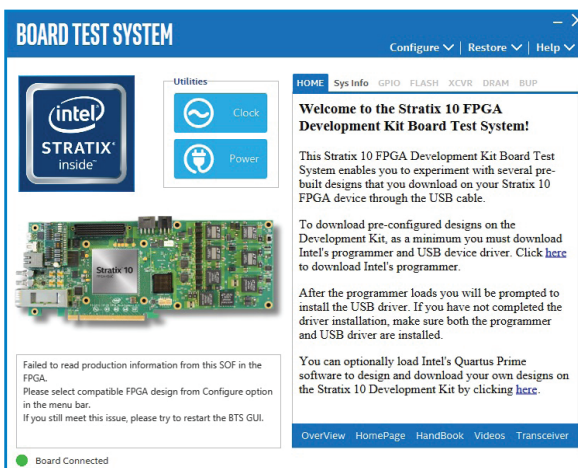 BOARD TEST SYSTEM
Configure | Restore | Help
intel
STRATIX
inside™
Utilities
Clock
Power
Stratix 10
HOME Sys Info GPIO FLASH XCVR DRAM BUP
Welcome to the Stratix 10 FPGA
Development Kit Board Test System!
This Stratix 10 FPGA Development Kit Board Test
System enables you to experiment with several pre-
built designs that you download on your Stratix 10
FPGA device through the USB cable.
To download pre-configured designs on the
Development Kit, as a minimum you must download
Intel's programmer and USB device driver. Click here
to download Intel's programmer.
After the programmer loads you will be prompted to
install the USB driver. If you have not completed the
driver installation, make sure both the programmer
and USB driver are installed.
You can optionally load Intel's Quartus Prime
software to design and download your own designs on
the Stratix 10 Development Kit by clicking here.
Failed to read production information from this SOF in the
FPGA.
Please select compatible FPGA design from Configure option
in the menu bar.
If you still meet this issue, please try to restart the BTS GUI.
OverView HomePage HandBook Videos Transceiver
Board Connected